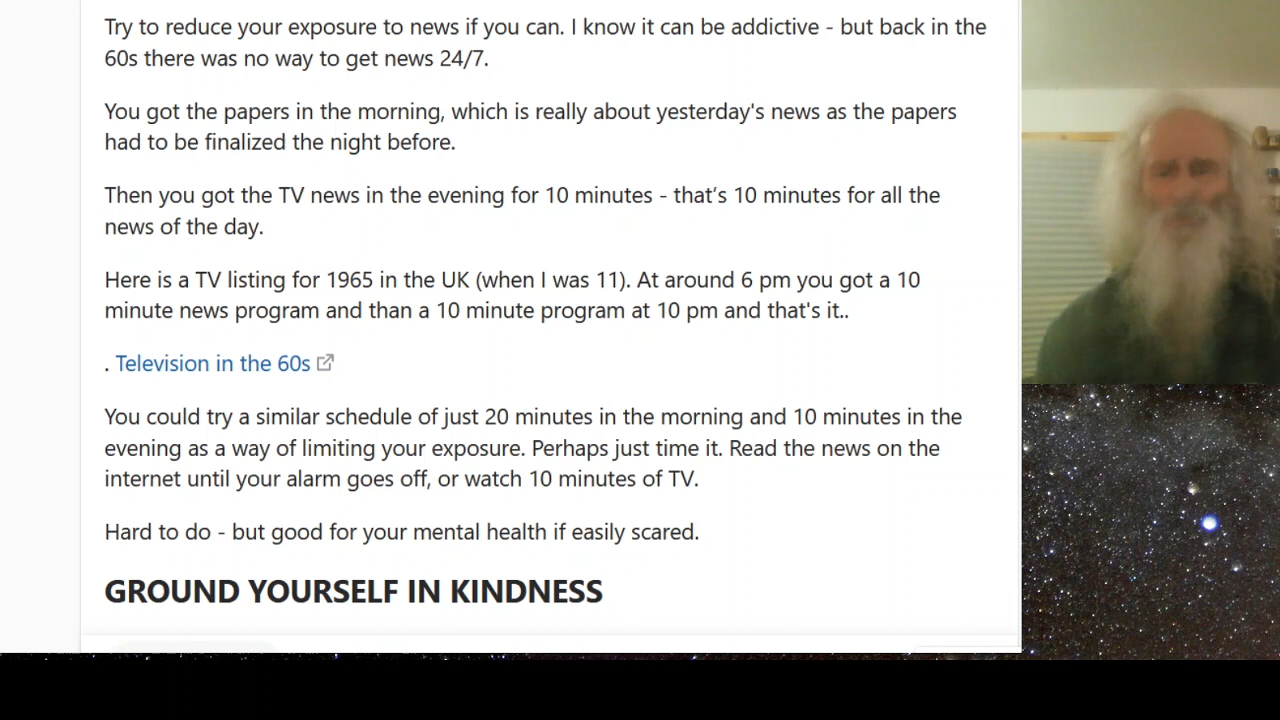 Try to reduce your exposure to news if you can. I know it can be addictive - but back in the
60s there was no way to get news 24/7.
You got the papers in the morning, which is really about yesterday's news as the papers
had to be finalized the night before.
Then you got the TV news in the evening for 10 minutes - that’s 10 minutes for all the
news of the day.
Here is a TV listing for 1965 in the UK (when I was 11). At around 6 pm you got a 10
minute news program and than a 10 minute program at 10 pm and that's it..
. Television in the 60s
You could try a similar schedule of just 20 minutes in the morning and 10 minutes in the
evening as a way of limiting your exposure. Perhaps just time it. Read the news on the
internet until your alarm goes off, or watch 10 minutes of TV.
Hard to do - but good for your mental health if easily scared.
GROUND YOURSELF IN KINDNESS